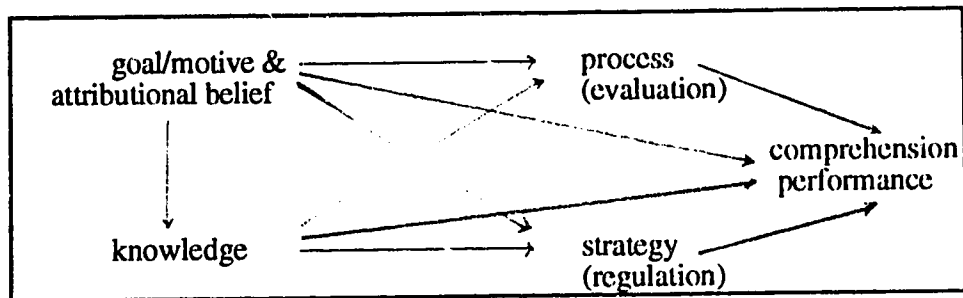 goal/motive &
attributional belief
process
(evaluation)
comprehension
performance
knowledge
strategy
(regulation)